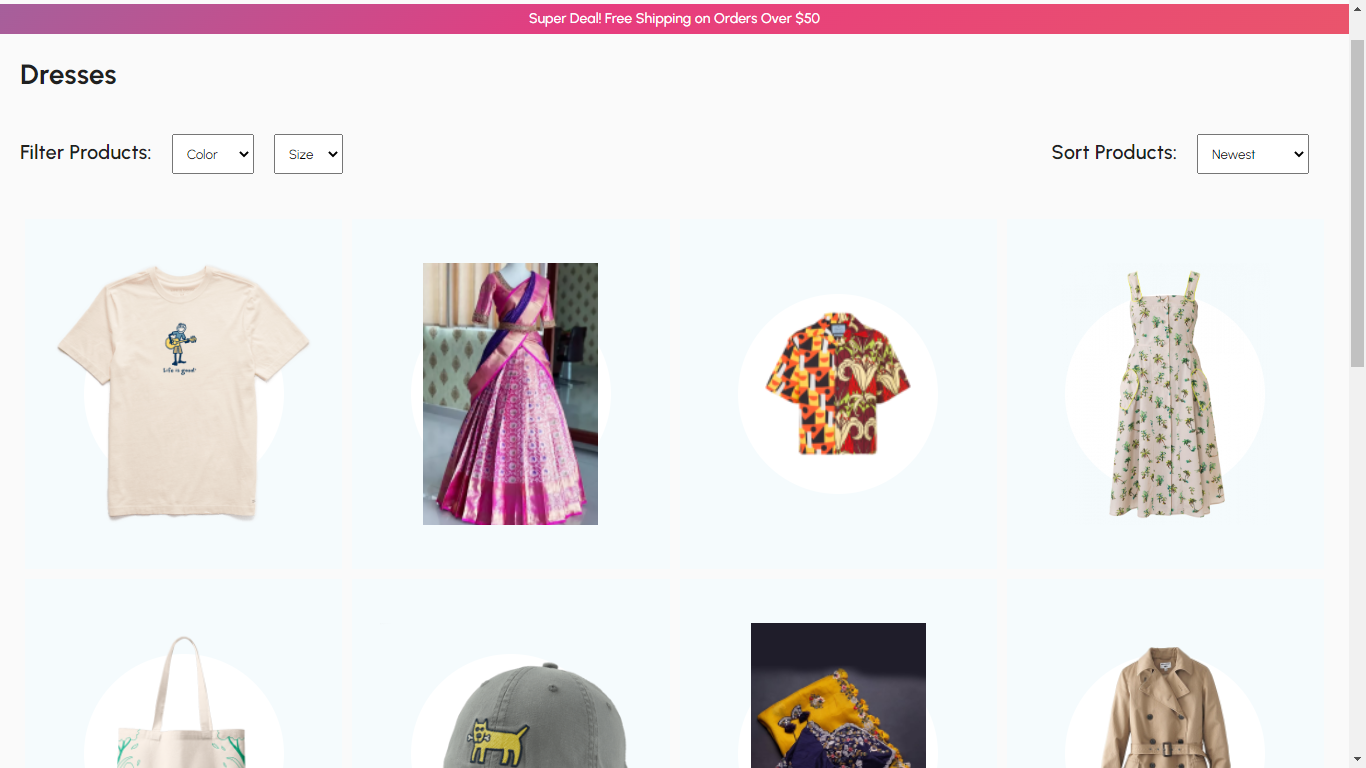 Super Deal! Free Shipping on Orders Over $50
Dresses
Filter Products:
Color
Size
Sort Products:
Newest
Life is good